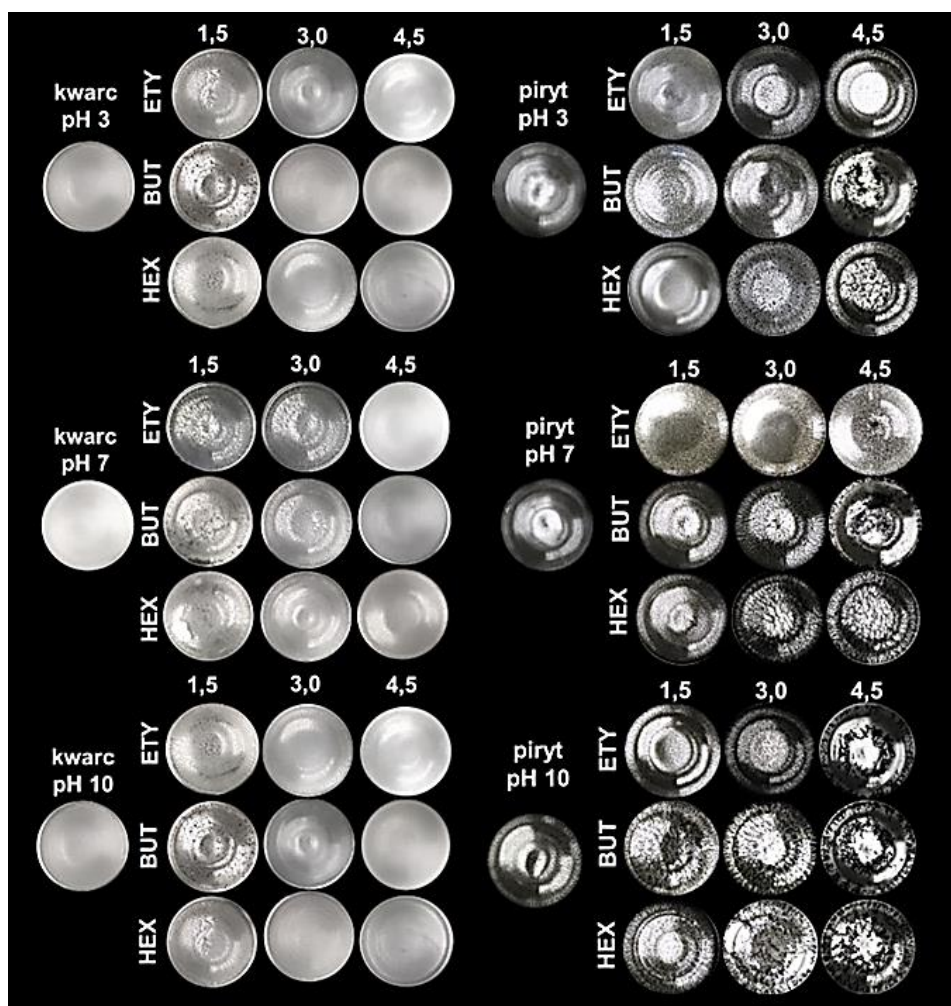 1,5 3,0 4,5
kwarc
pH 3
ETY
BUT
HEX
1,5 3,0 4,5
piryt
pH 3
ETY
BUT
HEX
1,5 3,0 4,5
kwarc
pH 7
ETY
BUT
HEX
1,5 3,0 4,5
piryt
pH 7
ETY
BUT
HEX
1,5 3,0 4,5
kwarc
pH 10
ETY
BUT
HEX
1,5 3,0 4,5
piryt
pH 10
ETY
BUT
HEX